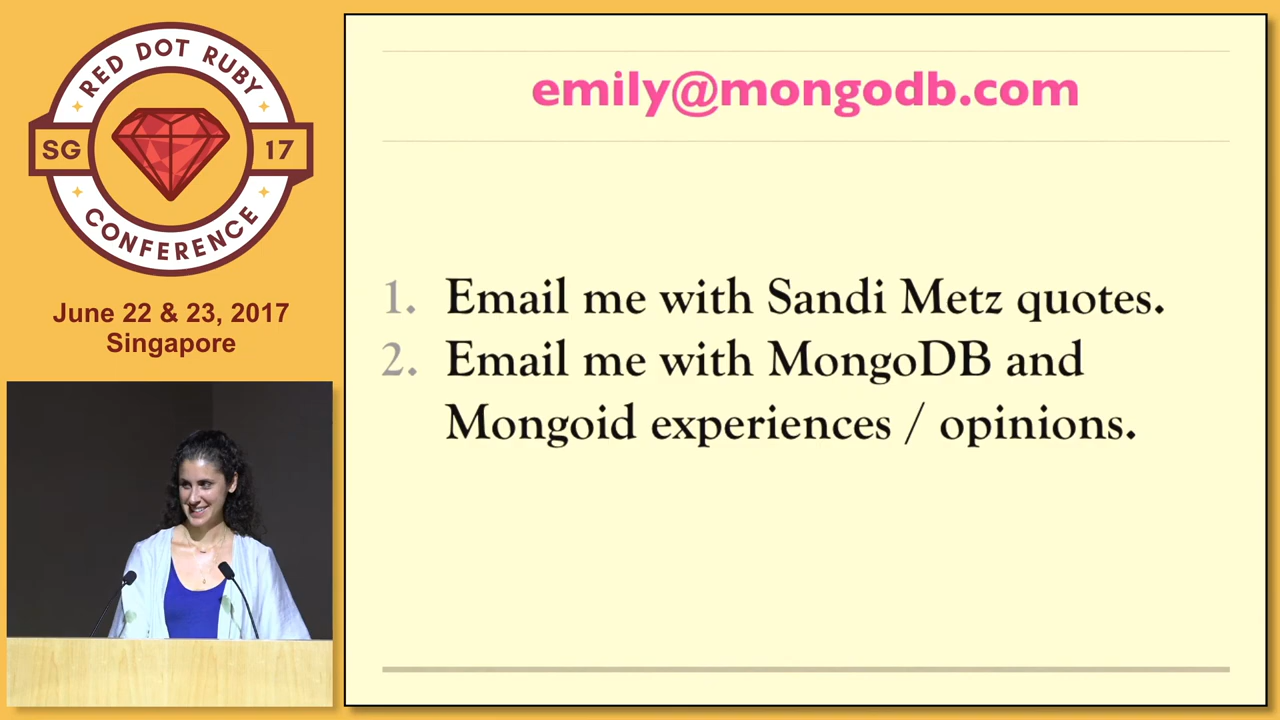 RED DOT RUBY
SG 17
CONFERENCE
June 22 & 23, 2017
Singapore
emily@mongodb.com
1. Email me with Sandi Metz quotes.
2. Email me with MongoDB and
Mongoid experiences / opinions.